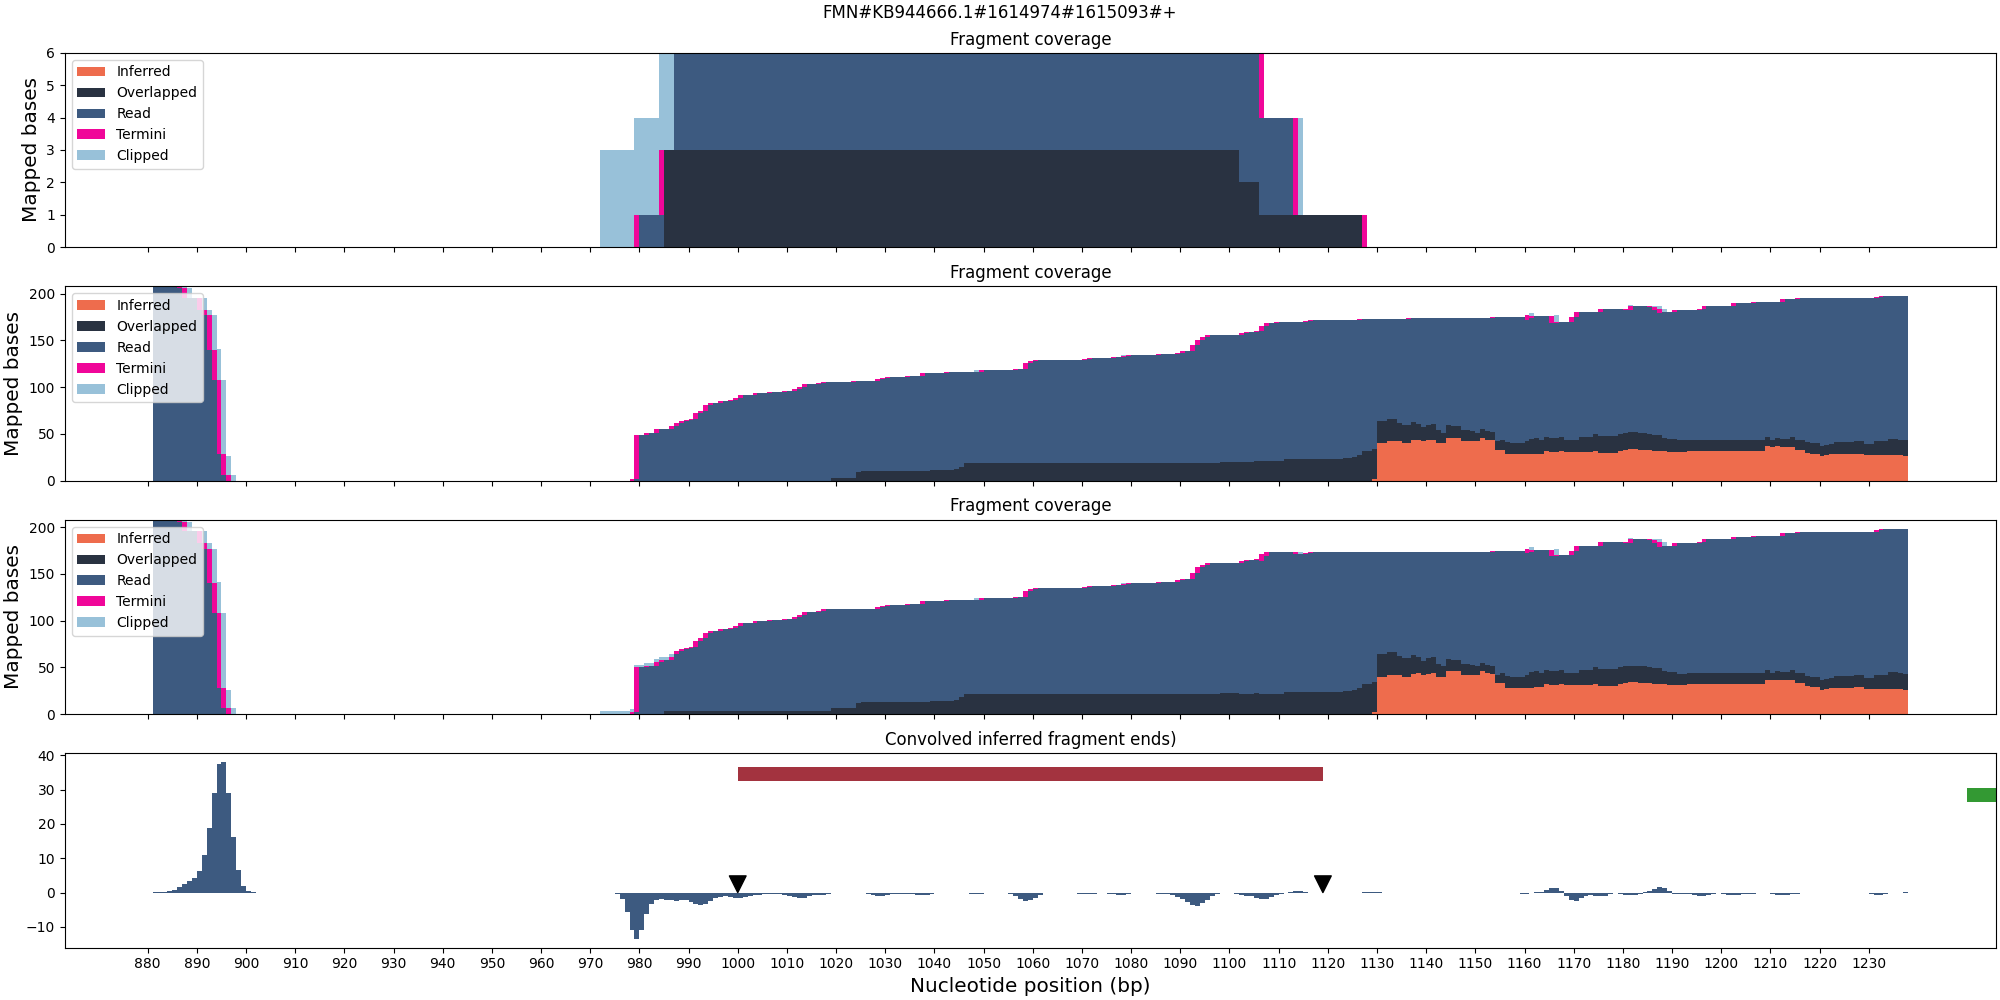 FMN#KB944666.1#1614974#1615093#+
Fragment coverage
Mapped bases
6
5
4
3
2
1
0
Inferred
Overlapped
Read
Termini
Clipped
Fragment coverage
Mapped bases
200
150
100
50
0
Inferred
Overlapped
Read
Termini
Clipped
Fragment coverage
Mapped bases
200
150
100
50
0
Inferred
Overlapped
Read
Termini
Clipped
Convolved inferred fragment ends)
40
30
20
10
0
−10
880 890 900 910 920 930 940 950 960 970 980 990 1000 1010 1020 1030 1040 1050 1060 1070 1080 1090 1100 1110 1120 1130 1140 1150 1160 1170 1180 1190 1200 1210 1220 1230
Nucleotide position (bp)